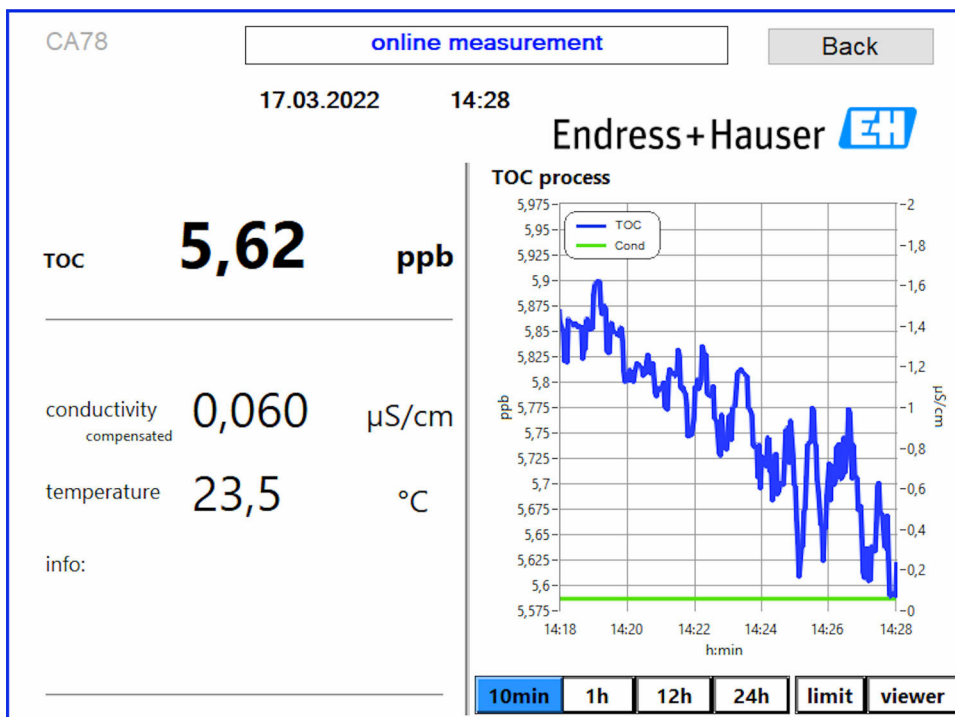 CA78
online measurement
Back
17.03.2022 14:28
Endress+Hauser EH
TOC 5,62 ppb
conductivity 0,060 µS/cm
compensated
temperature 23,5 °C
info:
TOC process
5,975
5,95
5,925
5,9
5,875
5,85
5,825
5,8
5,775
5,75
5,725
5,7
5,675
5,65
5,625
5,6
5,575
ppb
TOC
Cond
2
1,8
1,6
1,4
1,2
1
0,8
0,6
0,4
0,2
0
µS/cm
14:18 14:20 14:22 14:24 14:26 14:28
h:min
10min 1h 12h 24h limit viewer